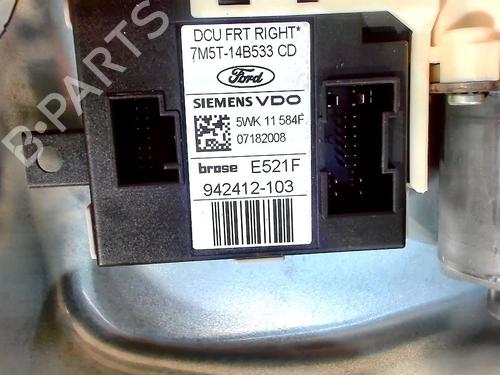 DCU FRT RIGHT*
7M5T-14B533 CD
Ford
SIEMENS VDO
5WK 11 584F
07182008
brose E521F
942412-103
B-PARTS